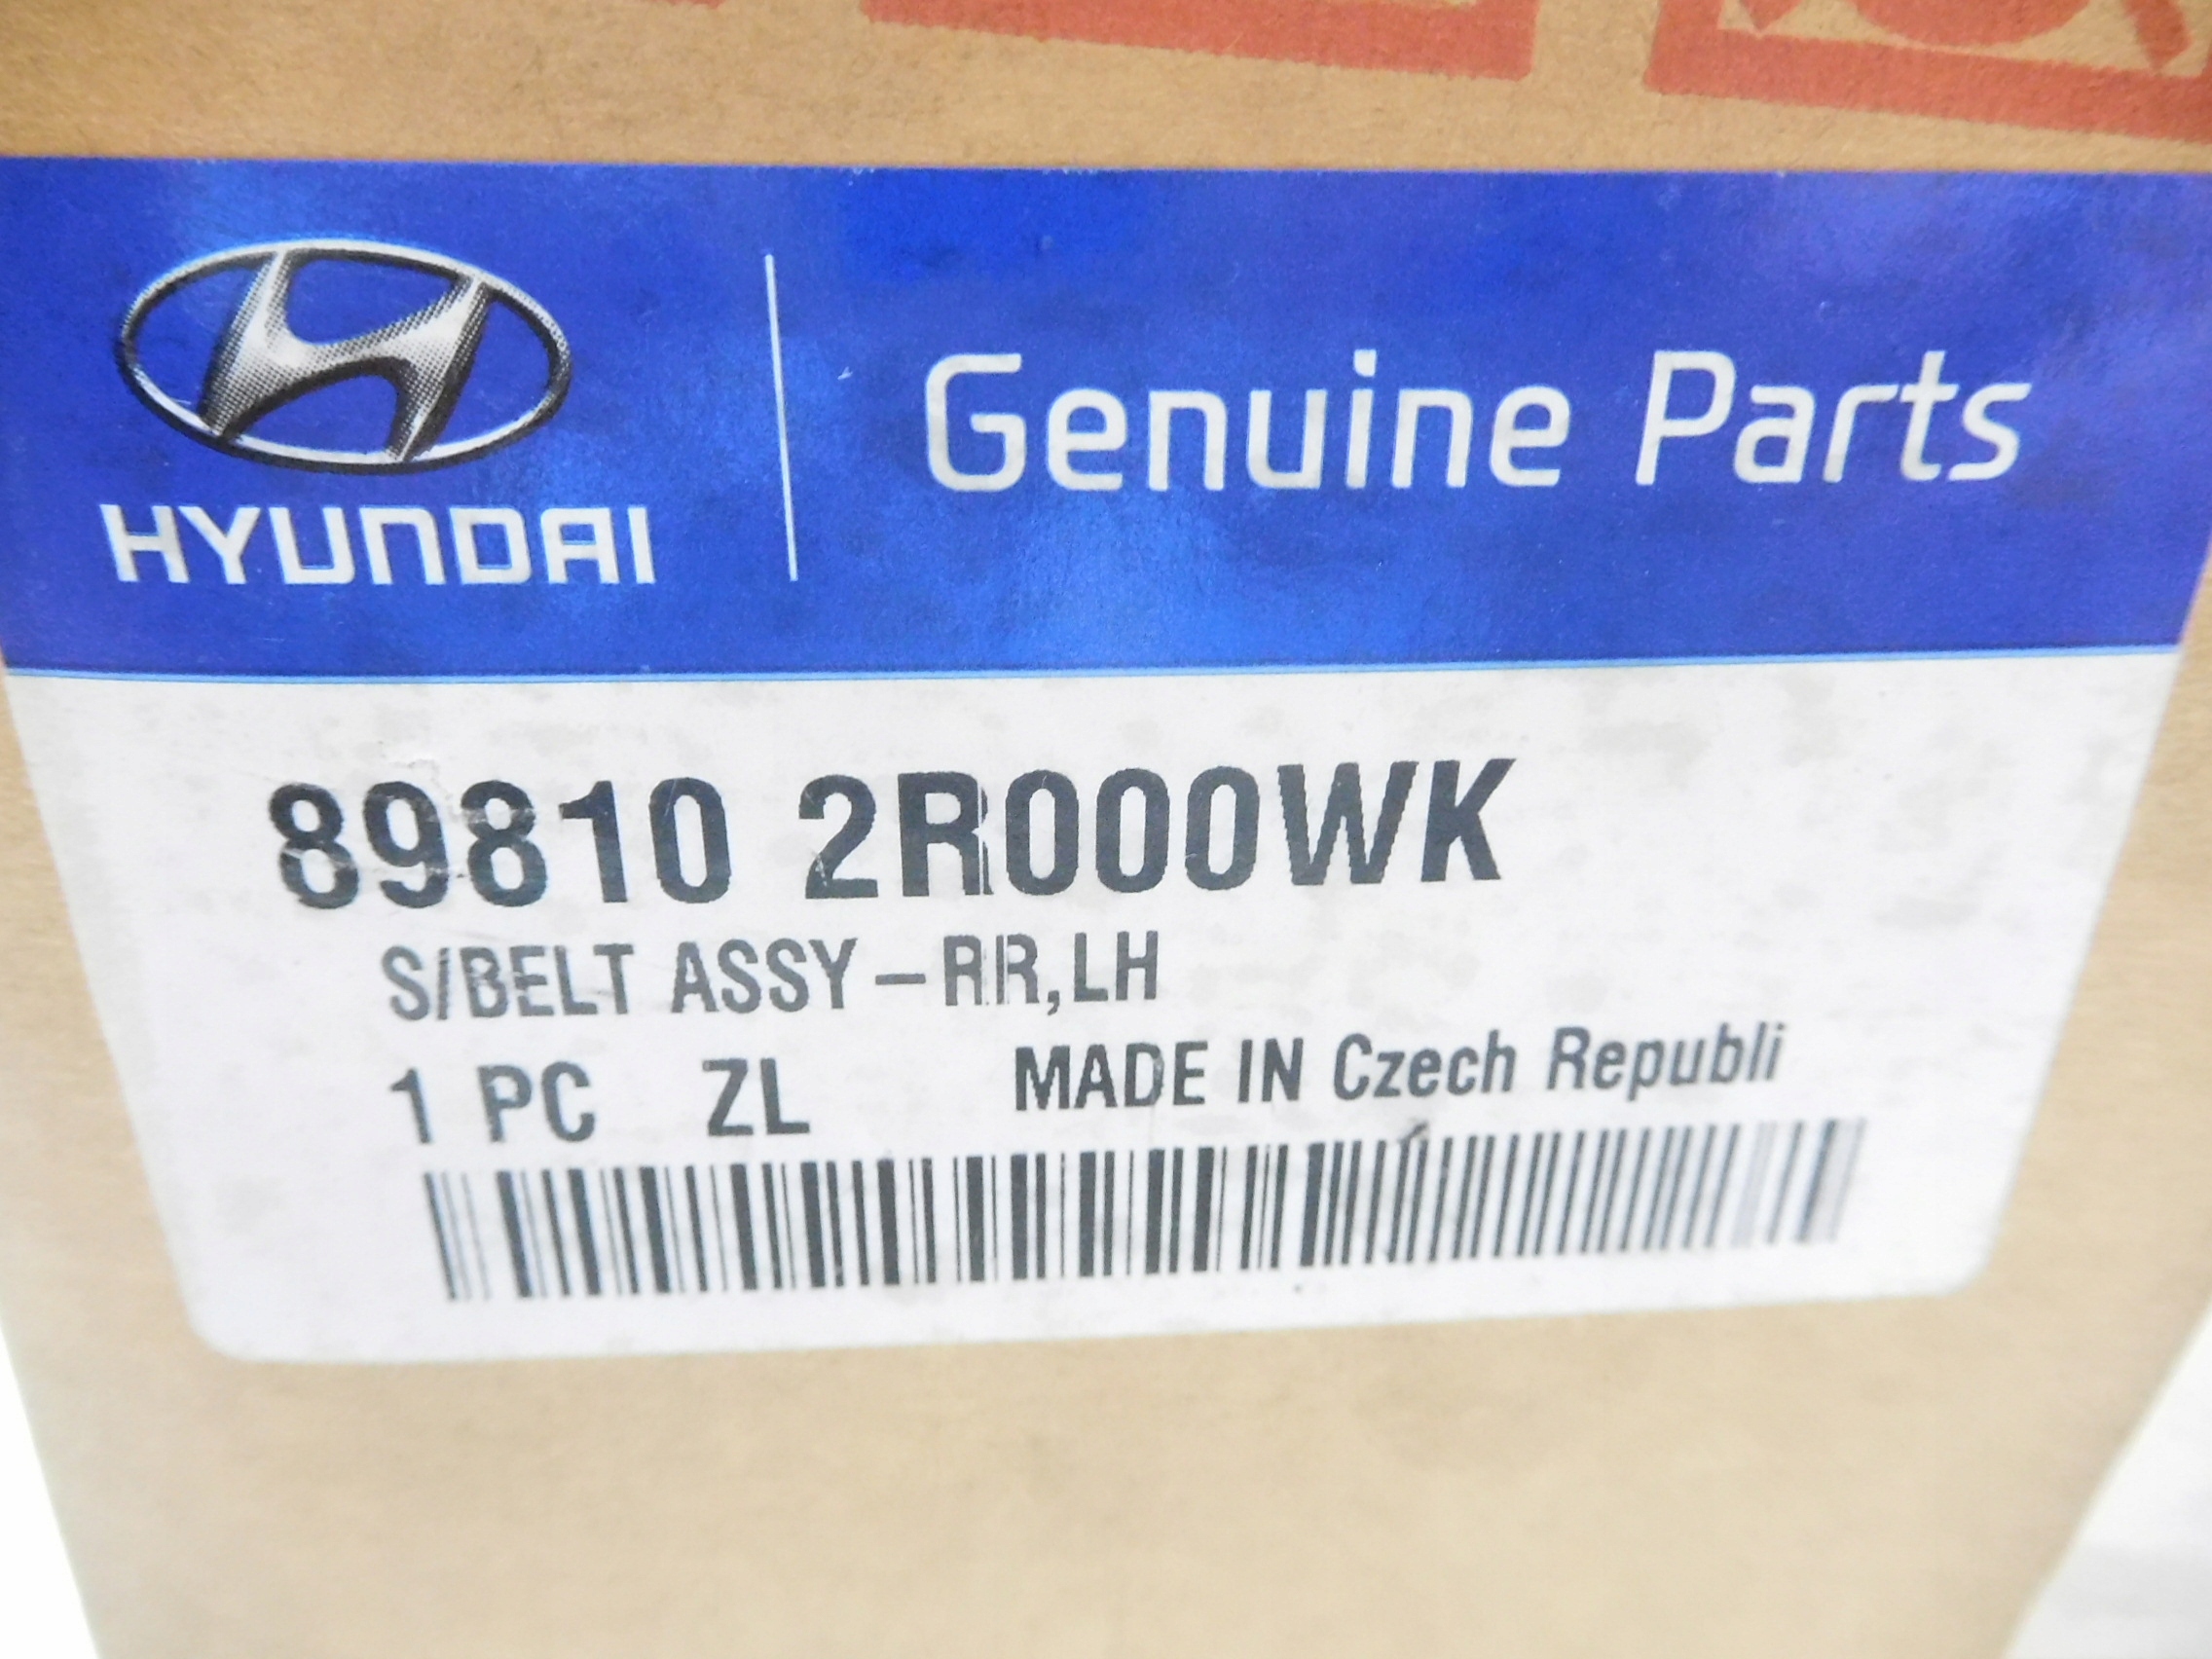 HYUNDAI
Genuine Parts
89810 2R000WK
S/BELT ASSY-RR,LH
1 PC ZL MADE IN Czech Republi